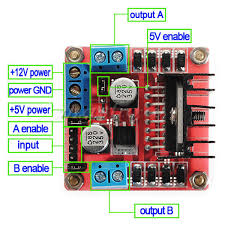 output A
5V enable
+12V power
power GND
+5V power
A enable
input
B enable
output B